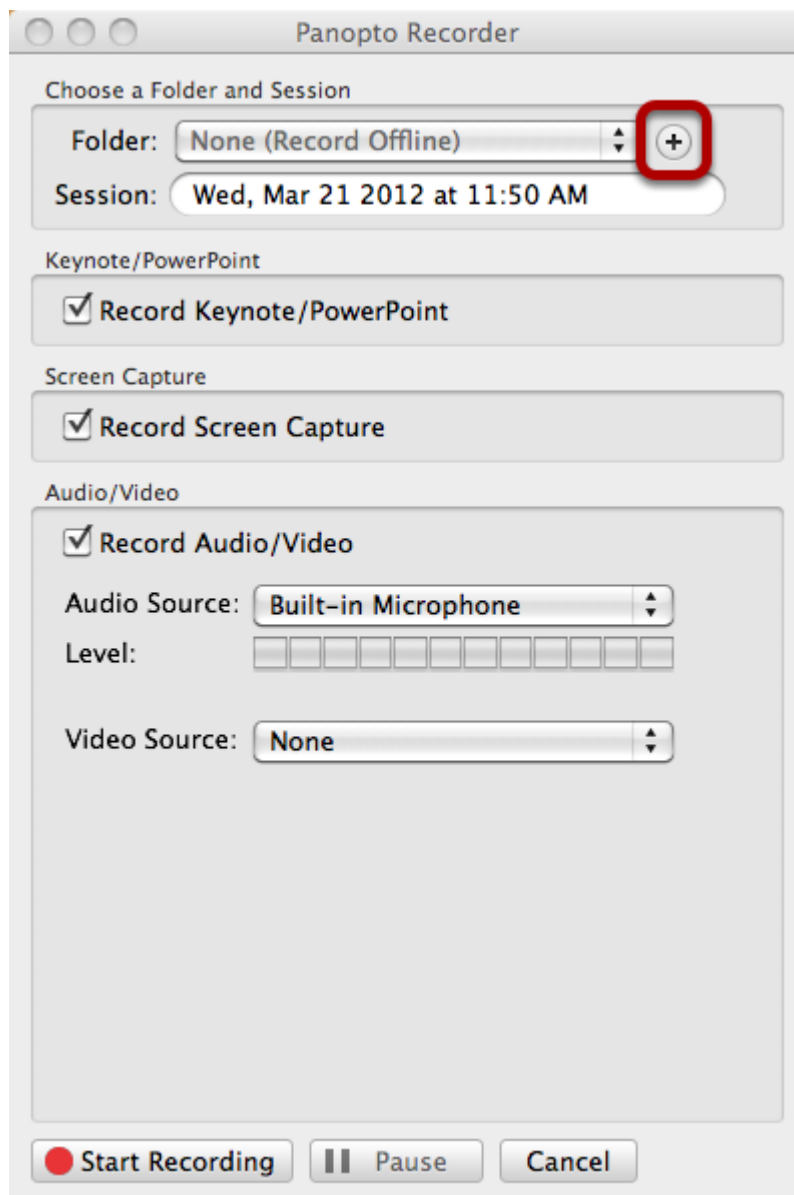 Panopto Recorder
Choose a Folder and Session
Folder: None (Record Offline) +
Session: Wed, Mar 21 2012 at 11:50 AM
Keynote/PowerPoint
Record Keynote/PowerPoint
Screen Capture
Record Screen Capture
Audio/Video
Record Audio/Video
Audio Source: Built-in Microphone
Level:
Video Source: None
Start Recording Pause Cancel